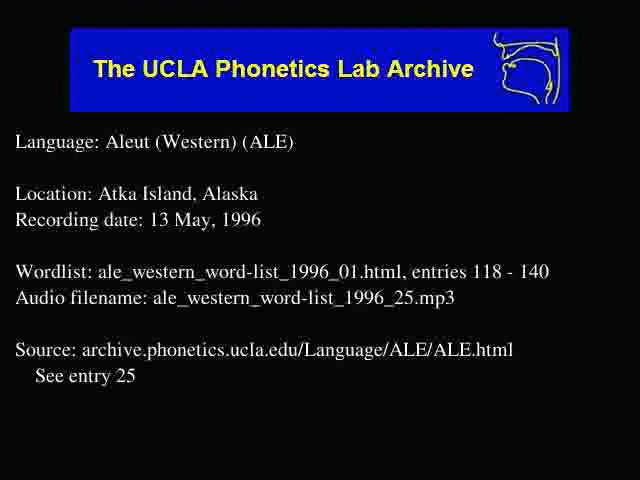 The UCLA Phonetics Lab Archive
Language: Aleut (Western) (ALE)
Location: Atka Island, Alaska
Recording date: 13 May, 1996
Wordlist: ale_western_word-list_1996_01.html, entries 118 - 140
Audio filename: ale_western_word-list_1996_25.mp3
Source: archive.phonetics.ucla.edu/Language/ALE/ALE.html
See entry 25